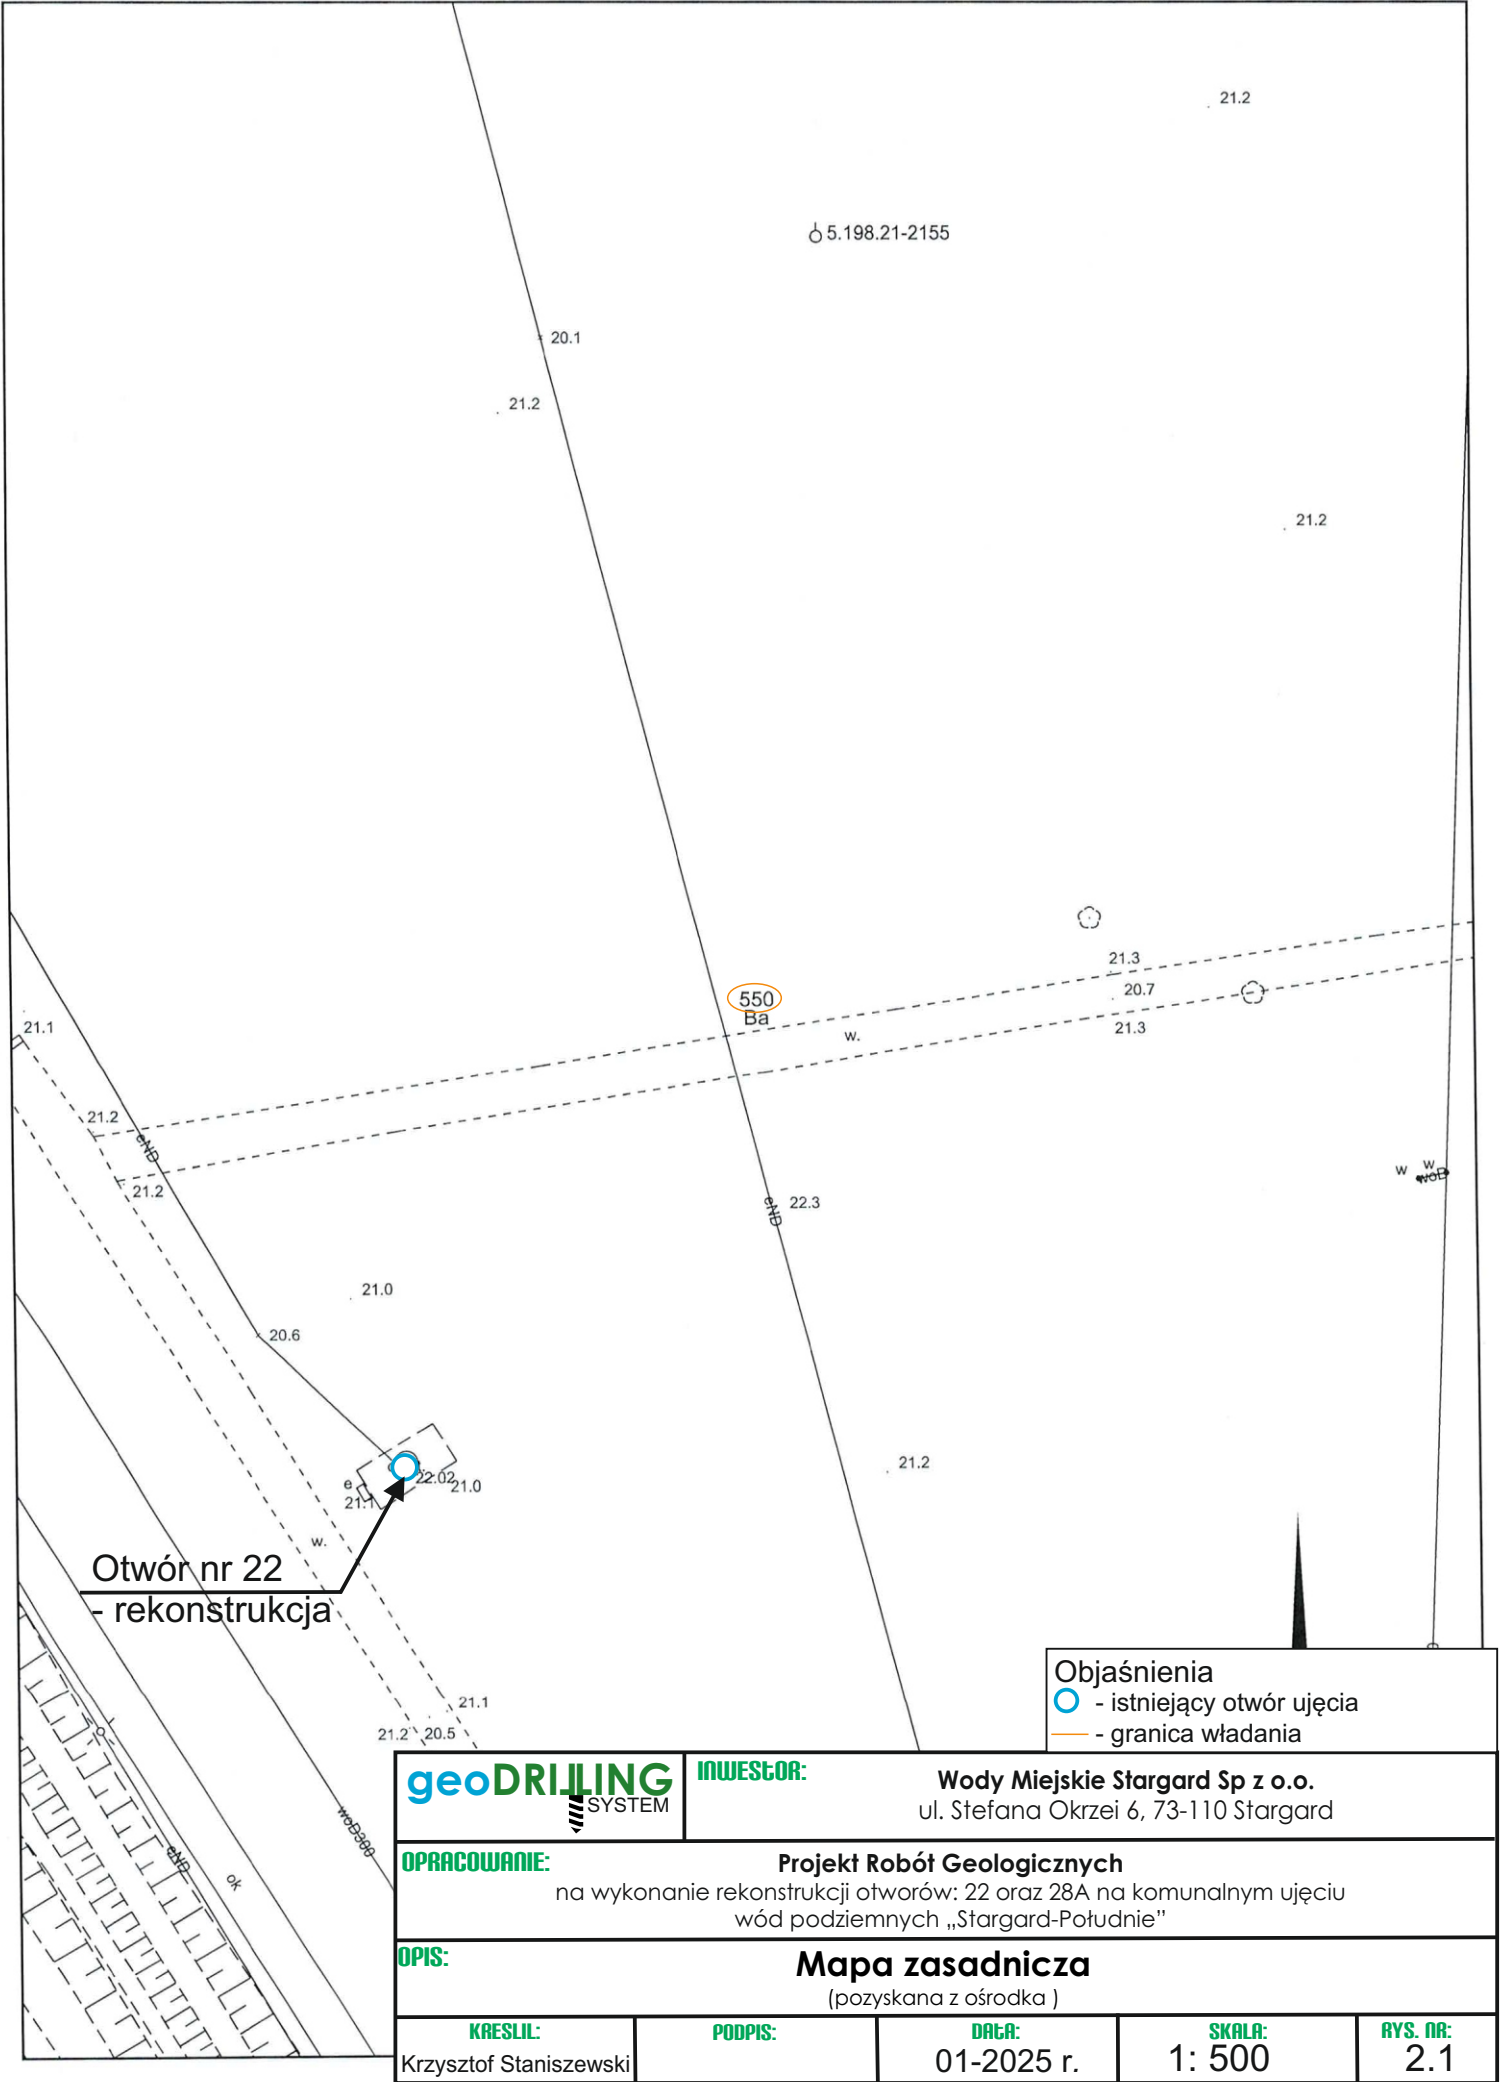 21.2
5.198.21-2155
20.1
21.2
21.2
21.3
550
20.7
Ba
21.3
w.
21.1
21.2
eND
21.2
w
w
woD
eND
22.3
21.0
20.6
21.2
22.02
21.0
e
21.1
w.
Otwór nr 22
- rekonstrukcja
21.1
21.2
20.5
woD300
eND
ok
Objaśnienia
- istniejący otwór ujęcia
- granica władania
geoDRILLING
SYSTEM
INWESTOR:
Wody Miejskie Stargard Sp z o.o.
ul. Stefana Okrzei 6, 73-110 Stargard
OPRACOWANIE:
Projekt Robót Geologicznych
na wykonanie rekonstrukcji otworów: 22 oraz 28A na komunalnym ujęciu
wód podziemnych „Stargard-Południe”
OPIS:
Mapa zasadnicza
(pozyskana z ośrodka )
KRESLIL:
Krzysztof Staniszewski
PODPIS:
DATA:
01-2025 r.
SKALA:
1: 500
RYS. NR:
2.1